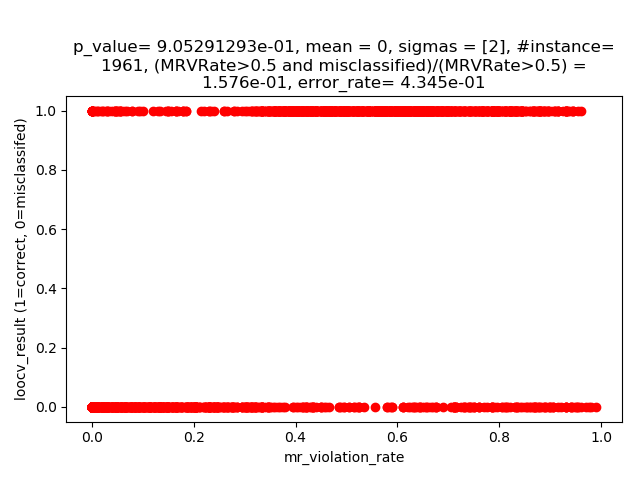 p_value= 9.05291293e-01, mean = 0, sigmas = [2], #instance=
1961, (MRVRate>0.5 and misclassified)/(MRVRate>0.5) =
1.576e-01, error_rate= 4.345e-01
loocv_result (1=correct, 0=misclassifed)
1.0
0.8
0.6
0.4
0.2
0.0
0.0 0.2 0.4 0.6 0.8 1.0
mr_violation_rate